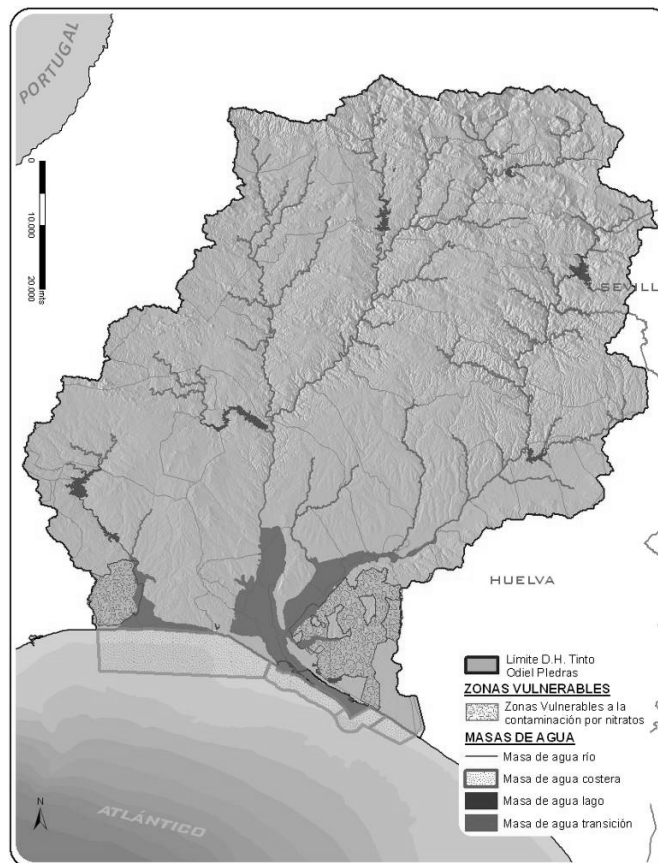 PORTUGAL
0
10.000
20.000
mts
SEVILL
HUELVA
Límite D.H. Tinto
Odiel Piedras
ZONAS VULNERABLES
Zonas Vulnerables a la
contaminación por nitratos
MASAS DE AGUA
Masa de agua río
Masa de agua costera
Masa de agua lago
Masa de agua transición
N
ATLÁNTICO